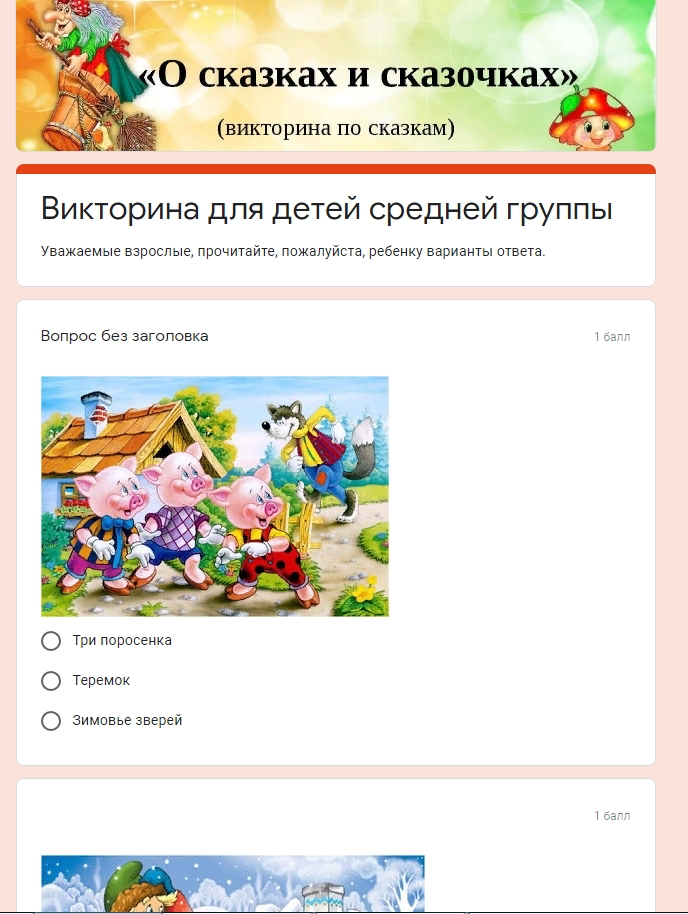 «О сказках и сказочках»
(викторина по сказкам)
Викторина для детей средней группы
Уважаемые взрослые, прочитайте, пожалуйста, ребенку варианты ответа.
Вопрос без заголовка
1 балл
Три поросенка
Теремок
Зимовье зверей
1 балл